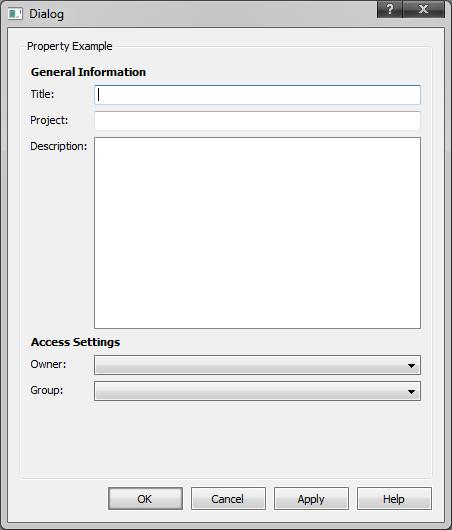 Dialog
?
Property Example
General Information
Title:
Project:
Description:
Access Settings
Owner:
Group:
OK Cancel Apply Help